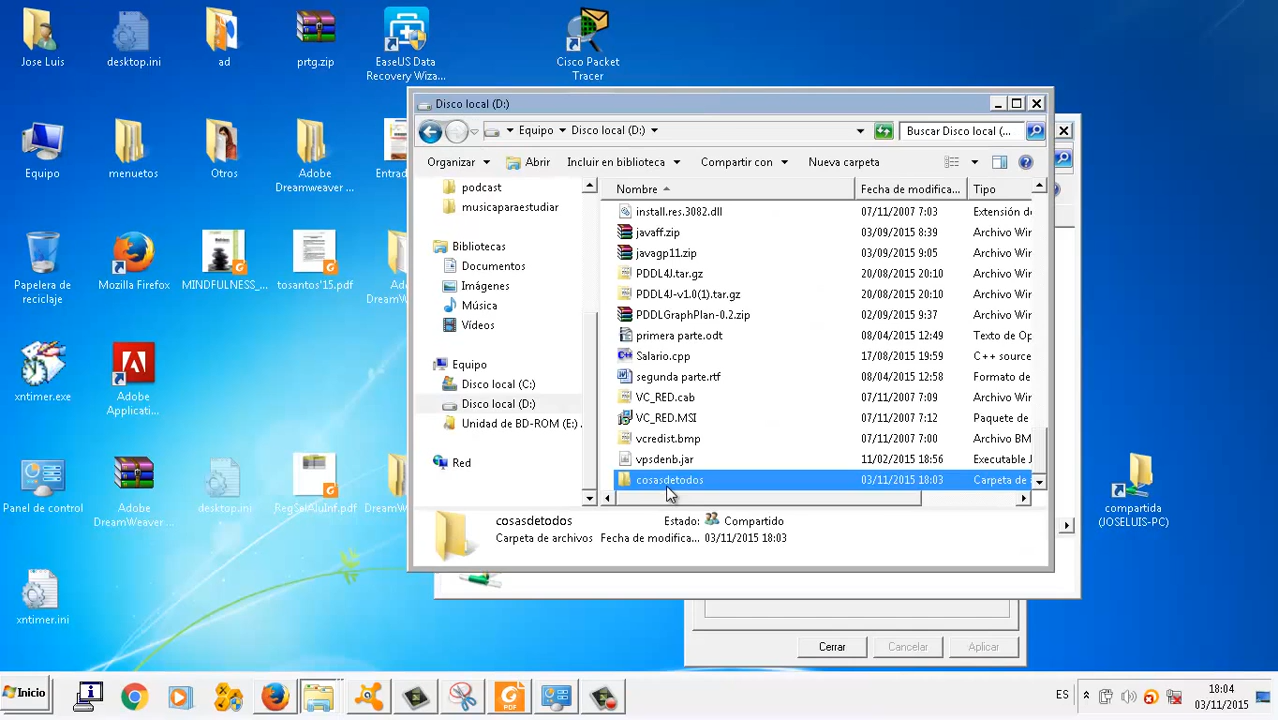 Jose Luis
desktop.ini
ad
prtg.zip
EaseUS Data
Recovery Wiza...
Cisco Packet
Tracer
Equipo
menuetos
Otros
Adobe
Dreamweaver ...
Papelera de
reciclaje
Mozilla Firefox
MINDFULNESS_...
tosantos'15.pdf
xntimer.exe
Adobe
Applicati...
Panel de control
Adobe
DreamWeaver...
desktop.ini
RegSelAluInf.pdf
xntimer.ini
compartida
(JOSELUIS-PC)
Disco local (D:)
Equipo
Disco local (D:)
Buscar Disco local (...
Organizar
Abrir
Incluir en biblioteca
Compartir con
Nueva carpeta
podcast
musicaparaestudiar
Bibliotecas
Documentos
Imágenes
Música
Vídeos
Equipo
Disco local (C:)
Disco local (D:)
Unidad de BD-ROM (E:)
Red
Nombre Fecha de modifica... Tipo
install.res.3082.dll 07/11/2007 7:03 Extensión de
javaff.zip 03/09/2015 8:39 Archivo Win
javagp11.zip 03/09/2015 9:05 Archivo Win
PDDL4J.tar.gz 20/08/2015 20:10 Archivo Win
PDDL4J-v1.0(1).tar.gz 20/08/2015 20:10 Archivo Win
PDDLGraphPlan-0.2.zip 02/09/2015 9:37 Archivo Win
primera parte.odt 08/04/2015 12:49 Texto de Op
Salario.cpp 17/08/2015 19:59 C++ source
segunda parte.rtf 08/04/2015 12:58 Formato de
VC_RED.cab 07/11/2007 7:09 Archivo Win
VC_RED.MSI 07/11/2007 7:12 Paquete de
vcredist.bmp 07/11/2007 7:00 Archivo BM
vpsdenb.jar 11/02/2015 18:56 Executable J
cosasdetodos 03/11/2015 18:03 Carpeta de
cosasdetodos Estado: Compartido
Carpeta de archivos Fecha de modifica... 03/11/2015 18:03
Cerrar
Cancelar
Aplicar
Inicio
PDF
ES
18:04
03/11/2015